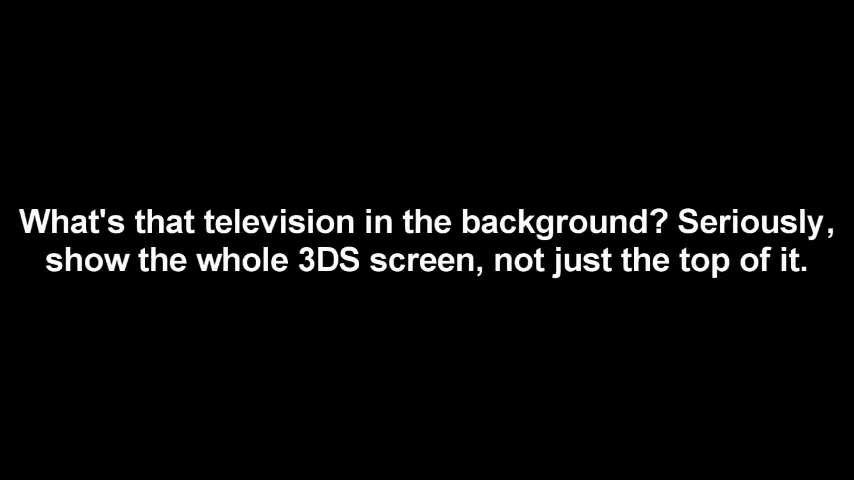 What's that television in the background? Seriously,
show the whole 3DS screen, not just the top of it.